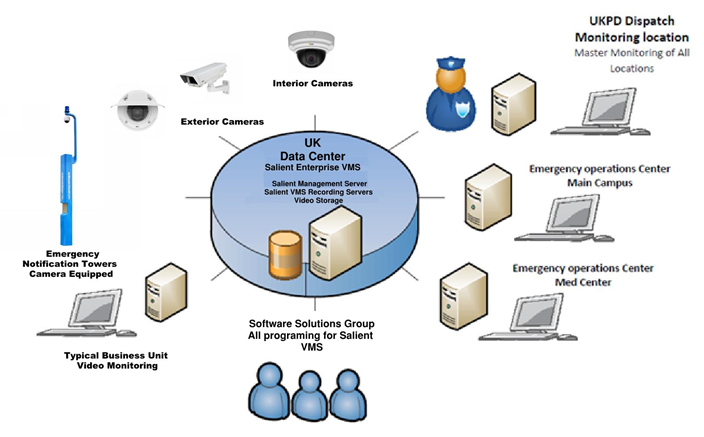 UKPD Dispatch
Monitoring location
Master Monitoring of All
Locations
Interior Cameras
Exterior Cameras
UK
Data Center
Salient Enterprise VMS
Salient Management Server
Salient VMS Recording Servers
Video Storage
Emergency operations Center
Main Campus
Emergency
Notification Towers
Camera Equipped
Emergency operations Center
Med Center
Software Solutions Group
All programing for Salient
VMS
Typical Business Unit
Video Monitoring